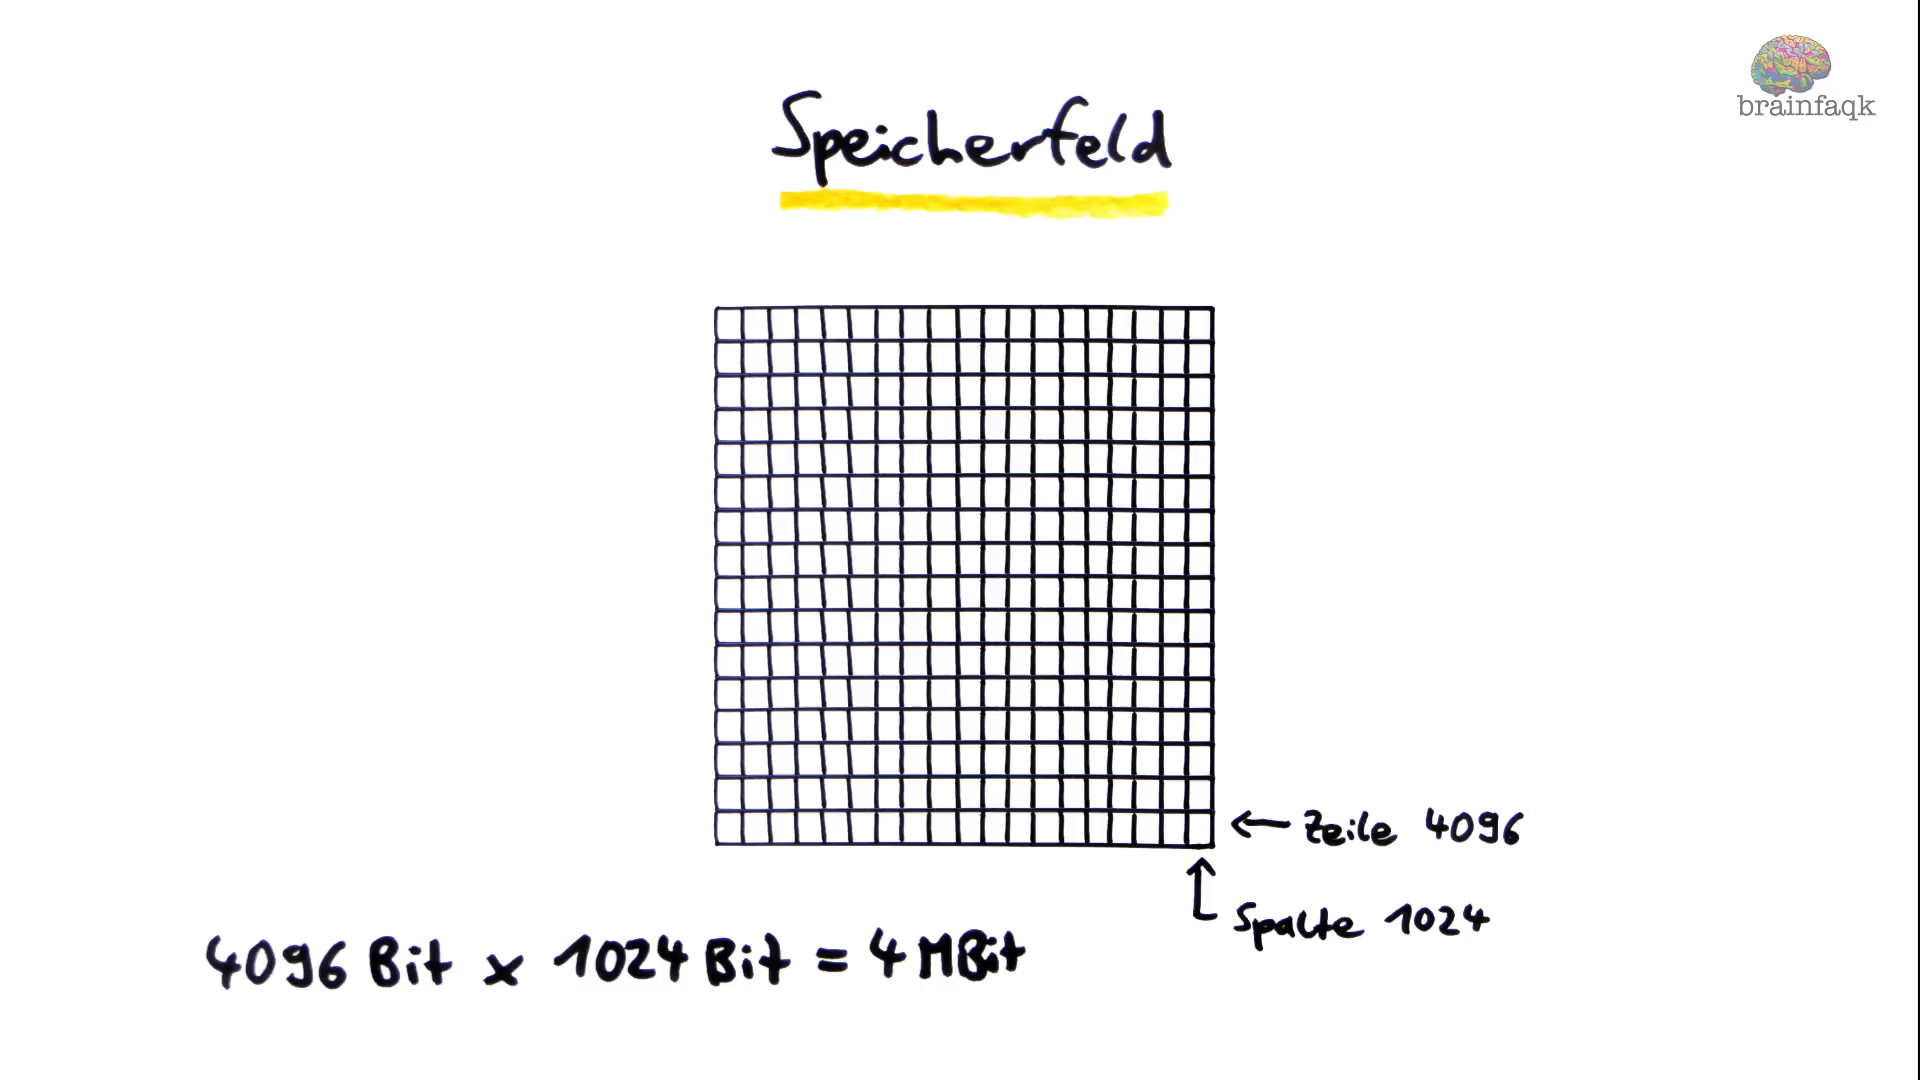 brainfaqk
Speicherfeld
← Zeile 4096
Spalte 1024
4096 Bit x 1024 Bit = 4 MBit